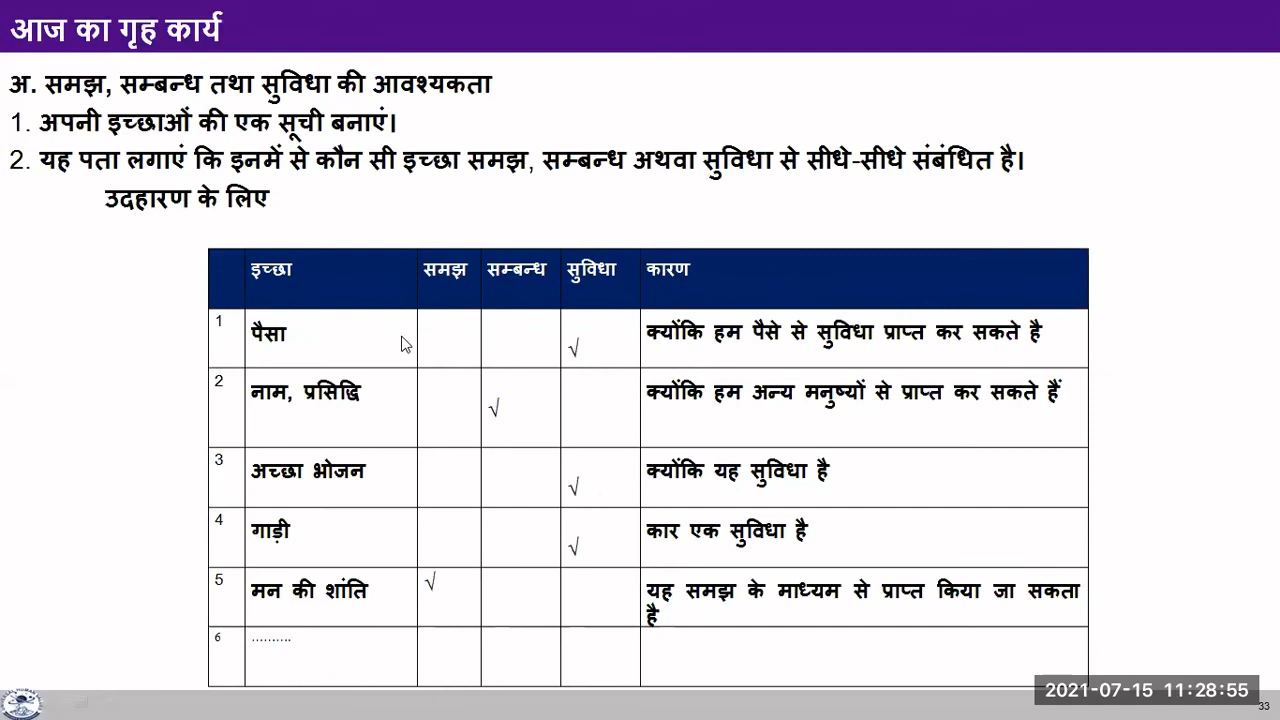 आज का गृह कार्य
अ. समझ, सम्बन्ध तथा सुविधा की आवश्यकता
1. अपनी इच्छाओं की एक सूची बनाएं।
2. यह पता लगाएं कि इनमें से कौन सी इच्छा समझ, सम्बन्ध अथवा सुविधा से सीधे-सीधे संबंधित है।
उदहारण के लिए
इच्छा समझ सम्बन्ध सुविधा कारण
1 पैसा √ क्योंकि हम पैसे से सुविधा प्राप्त कर सकते है
2 नाम, प्रसिद्धि √ क्योंकि हम अन्य मनुष्यों से प्राप्त कर सकते हैं
3 अच्छा भोजन √ क्योंकि यह सुविधा है
4 गाड़ी √ कार एक सुविधा है
5 मन की शांति √ यह समझ के माध्यम से प्राप्त किया जा सकता
है
6 ..........
2021-07-15 11:28:55
33